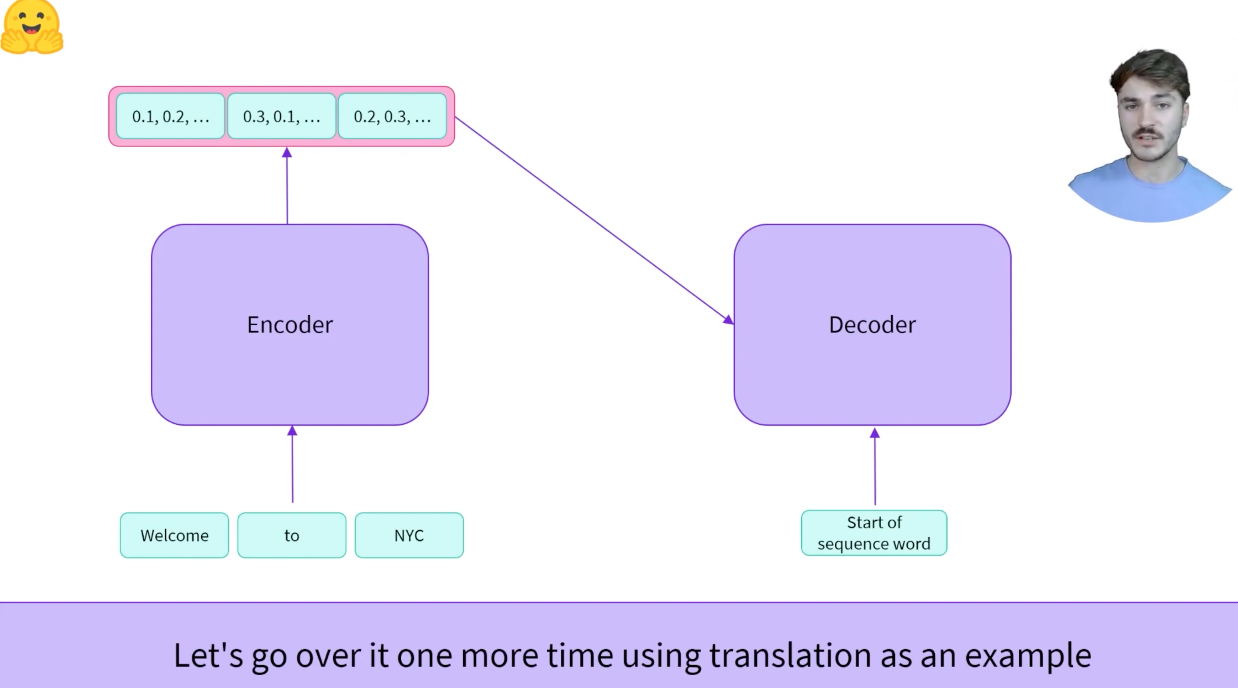 0.1, 0.2, … 0.3, 0.1, … 0.2, 0.3, …
Encoder
Decoder
Welcome to NYC
Start of
sequence word
Let's go over it one more time using translation as an example